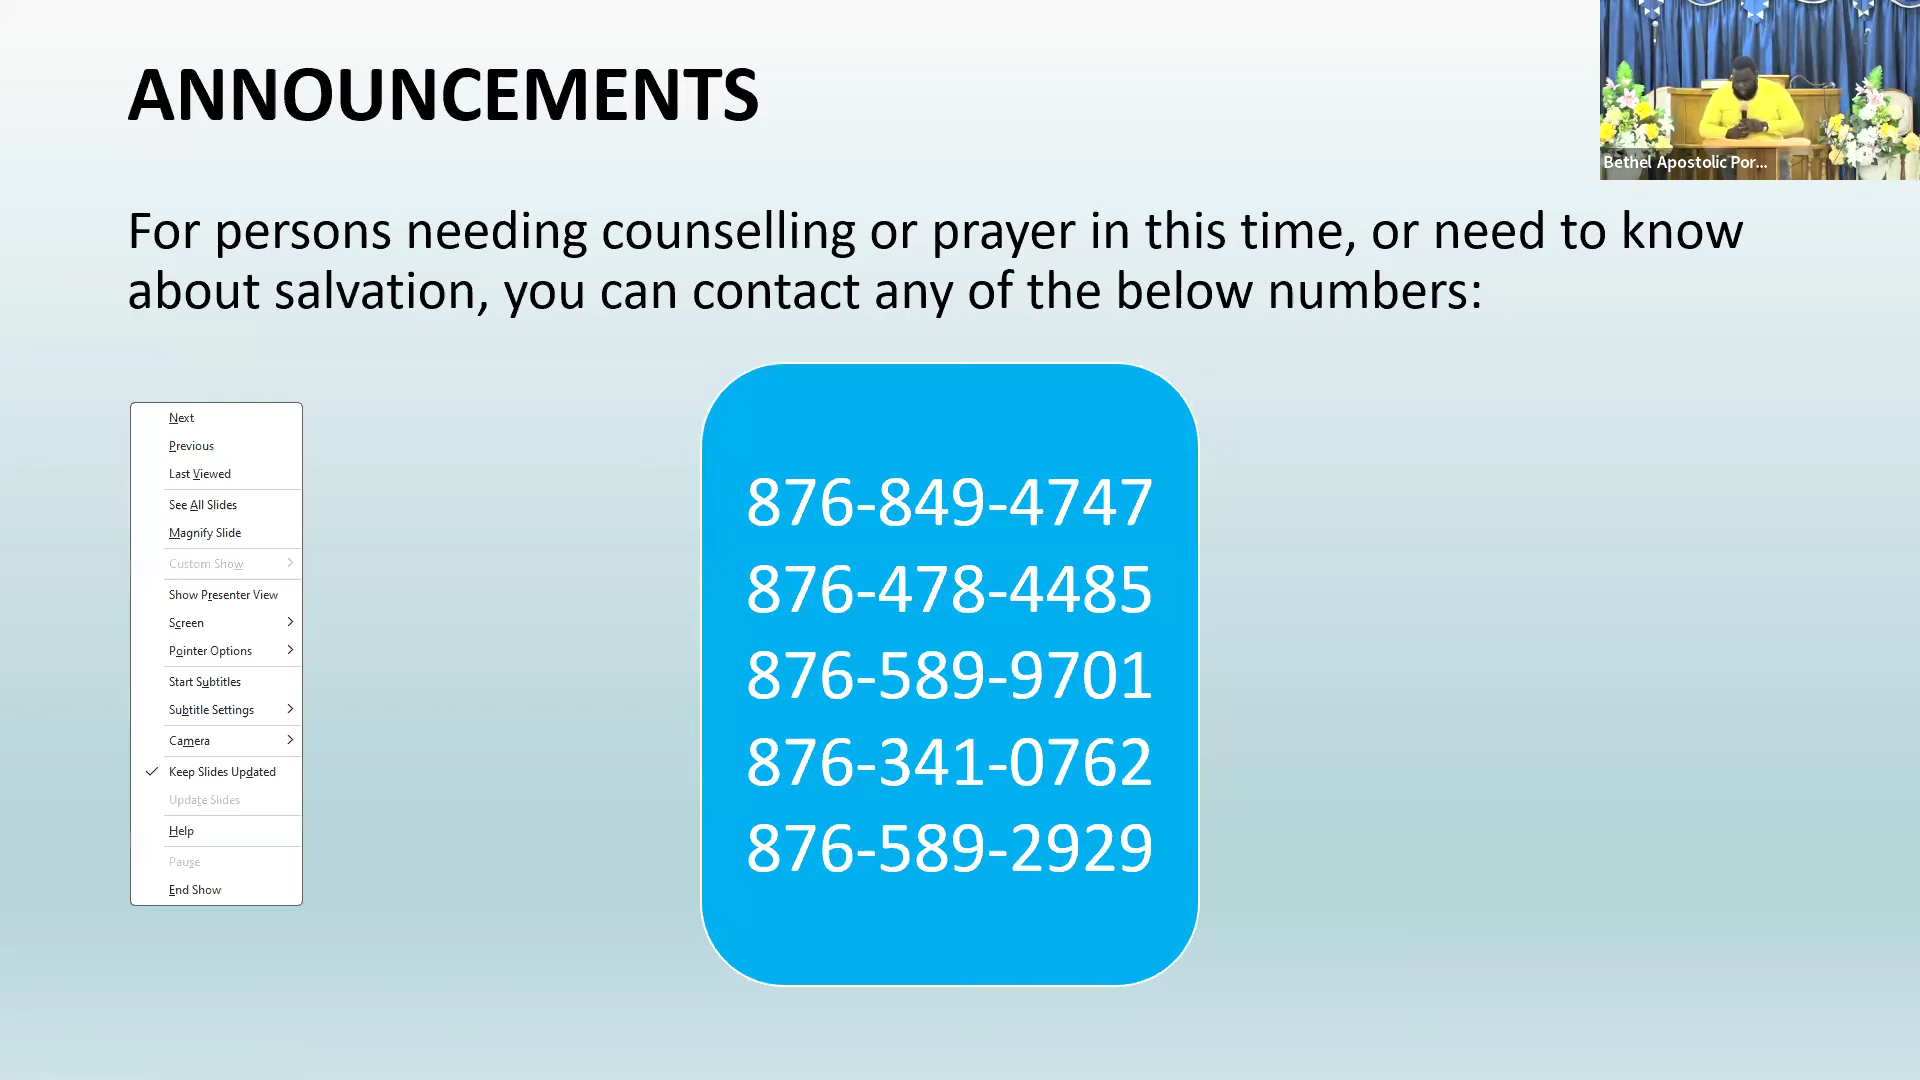 ANNOUNCEMENTS
Bethel Apostolic Por...
For persons needing counselling or prayer in this time, or need to know
about salvation, you can contact any of the below numbers:
Next
Previous
Last Viewed
See All Slides
Magnify Slide
Custom Show
Show Presenter View
Screen
Pointer Options
Start Subtitles
Subtitle Settings
Camera
Keep Slides Updated
Update Slides
Help
Pause
End Show
876-849-4747
876-478-4485
876-589-9701
876-341-0762
876-589-2929